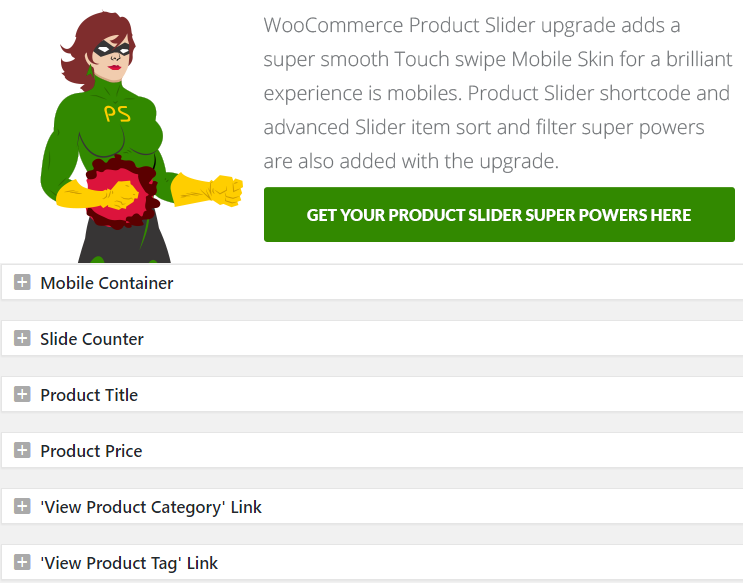 PS
WooCommerce Product Slider upgrade adds a
super smooth Touch swipe Mobile Skin for a brilliant
experience is mobiles. Product Slider shortcode and
advanced Slider item sort and filter super powers
are also added with the upgrade.
GET YOUR PRODUCT SLIDER SUPER POWERS HERE
Mobile Container
Slide Counter
Product Title
Product Price
'View Product Category' Link
'View Product Tag' Link